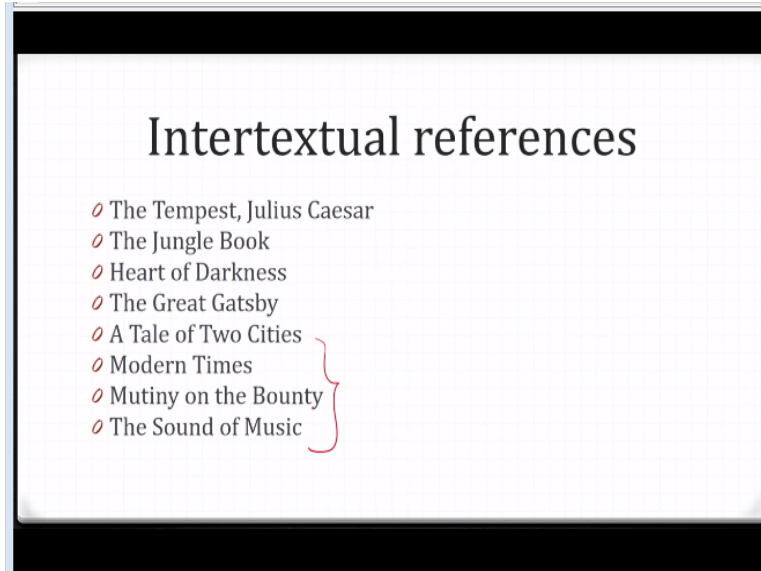 Intertextual references
The Tempest, Julius Caesar
The Jungle Book
Heart of Darkness
The Great Gatsby
A Tale of Two Cities
Modern Times
Mutiny on the Bounty
The Sound of Music